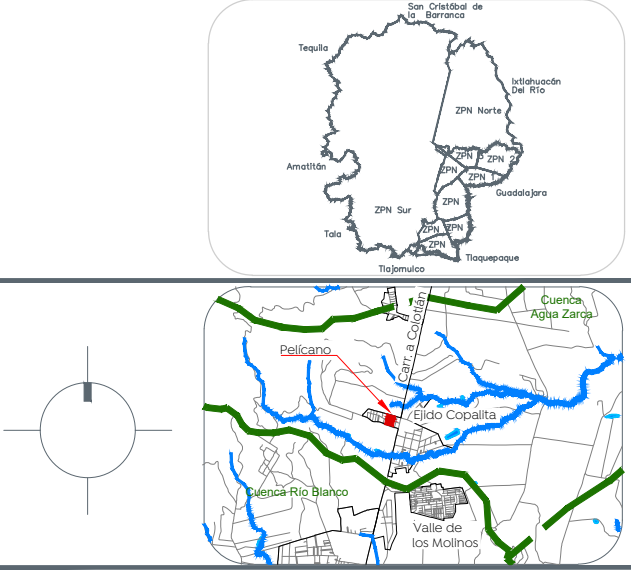 San Cristóbal de
la Barranca
Tequila
Ixtlahuacán
Del Río
ZPN Norte
ZPN
ZPN 2
Amatitán
ZPN
ZPN 1
Guadalajara
ZPN
ZPN Sur
ZPN
ZPN
Tala
ZPN
Tlaquepaque
Tlajomulco
Cuenca
Agua Zarca
Carr. a Colotlán
Pelícano
Ejido Copalita
Cuenca Río Blanco
Valle de
los Molinos